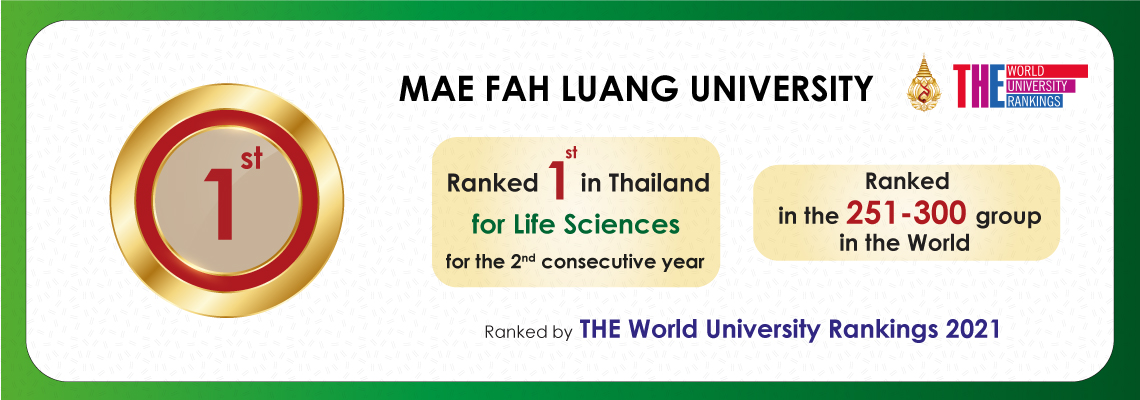 1st
MAE FAH LUANG UNIVERSITY
THE WORLD
UNIVERSITY
RANKINGS
Ranked 1st in Thailand
for Life Sciences
for the 2nd consecutive year
Ranked
in the 251-300 group
in the World
Ranked by THE World University Rankings 2021